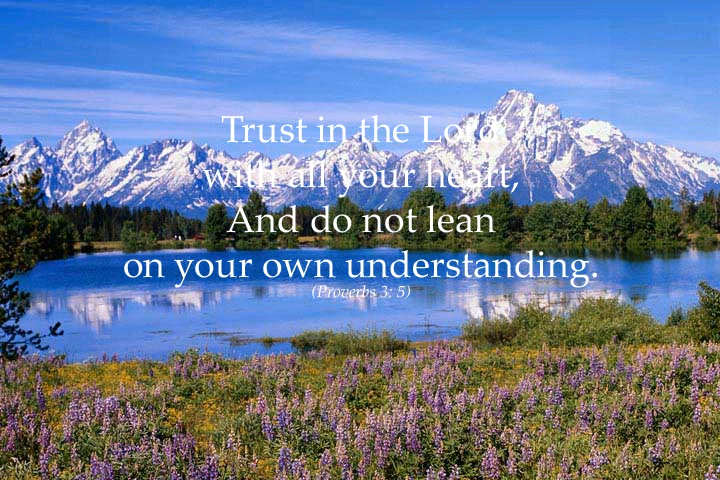 Trust in the Lord
with all your heart,
And do not lean
on your own understanding.
(Proverbs 3: 5)